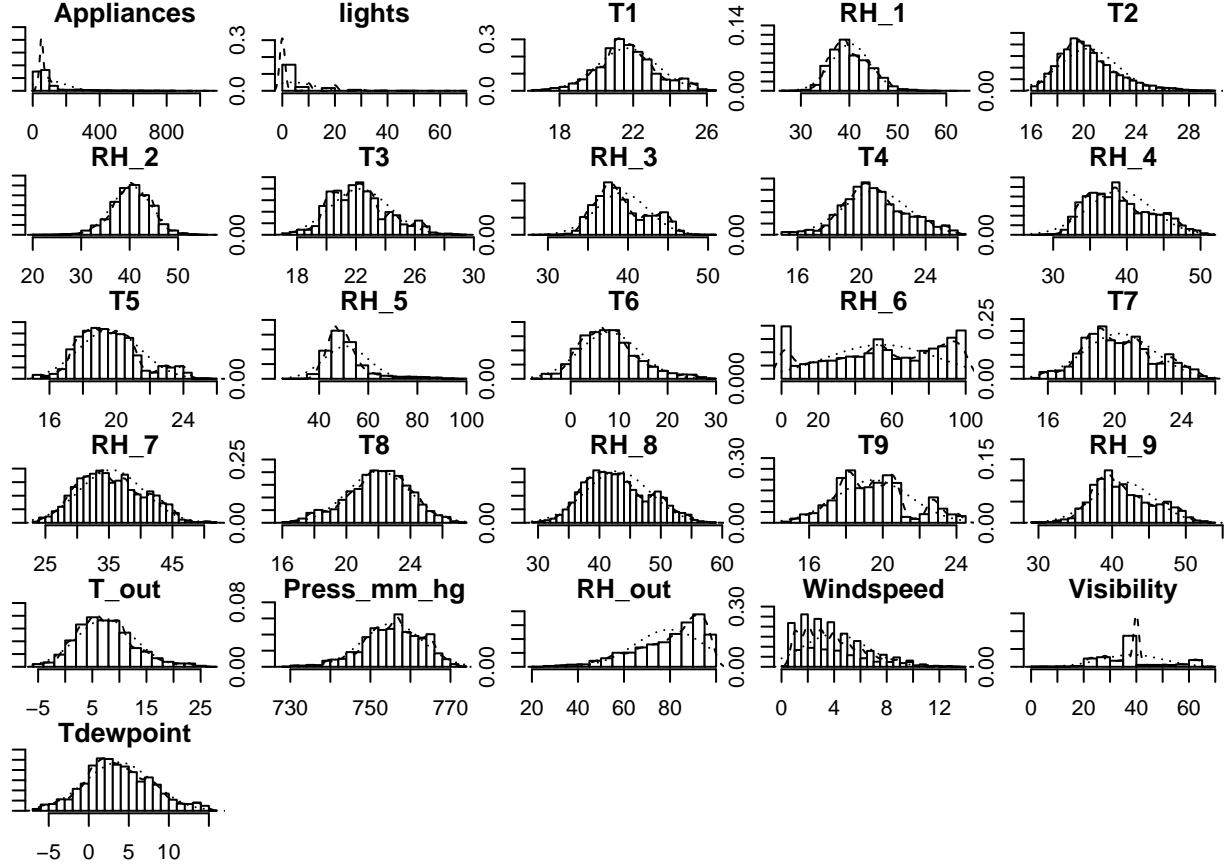 Appliances lights T1 RH_1 T2
0.0 0.3 0.0 0.3 0.00 0.14 0.00
0 400 800 0 20 40 60 18 22 26 30 40 50 60 16 20 24 28
RH_2 T3 RH_3 T4 RH_4
0.00 0.00 0.00 0.00
20 30 40 50 18 22 26 30 30 40 50 16 20 24 30 40 50
T5 RH_5 T6 RH_6 T7
0.00 0.00 0.000 0.00 0.25
16 20 24 40 60 80 100 0 10 20 30 0 20 60 100 16 20 24
RH_7 T8 RH_8 T9 RH_9
0.00 0.25 0.00 0.00 0.30 0.00 0.15
25 35 45 16 20 24 30 40 50 60 16 20 24 30 40 50
T_out Press_mm_hg RH_out Windspeed Visibility
0.00 0.08 0.00 0.00 0.30 0.00
−5 5 15 25 730 750 770 20 40 60 80 0 4 8 12 0 20 40 60
Tdewpoint
−5 0 5 10